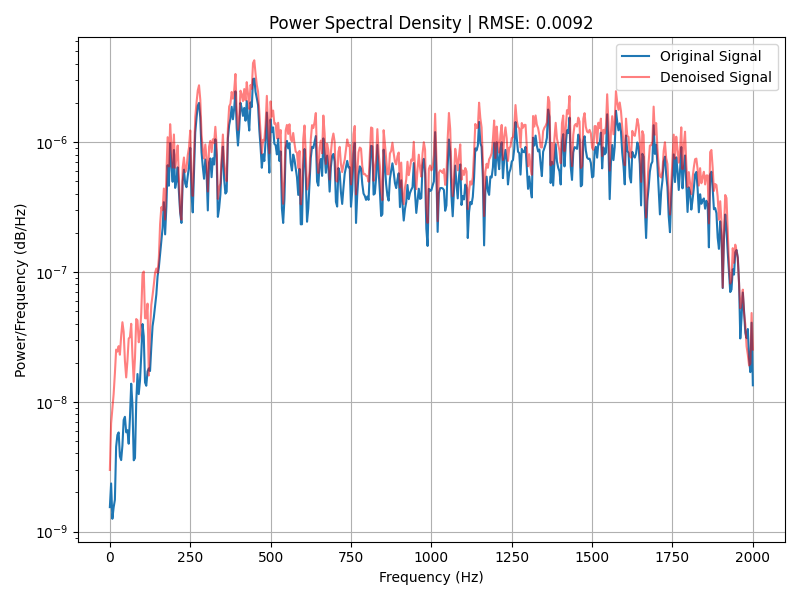 Power Spectral Density | RMSE: 0.0092
Original Signal
Denoised Signal
Power/Frequency (dB/Hz)
10⁻⁶
10⁻⁷
10⁻⁸
10⁻⁹
0 250 500 750 1000 1250 1500 1750 2000
Frequency (Hz)